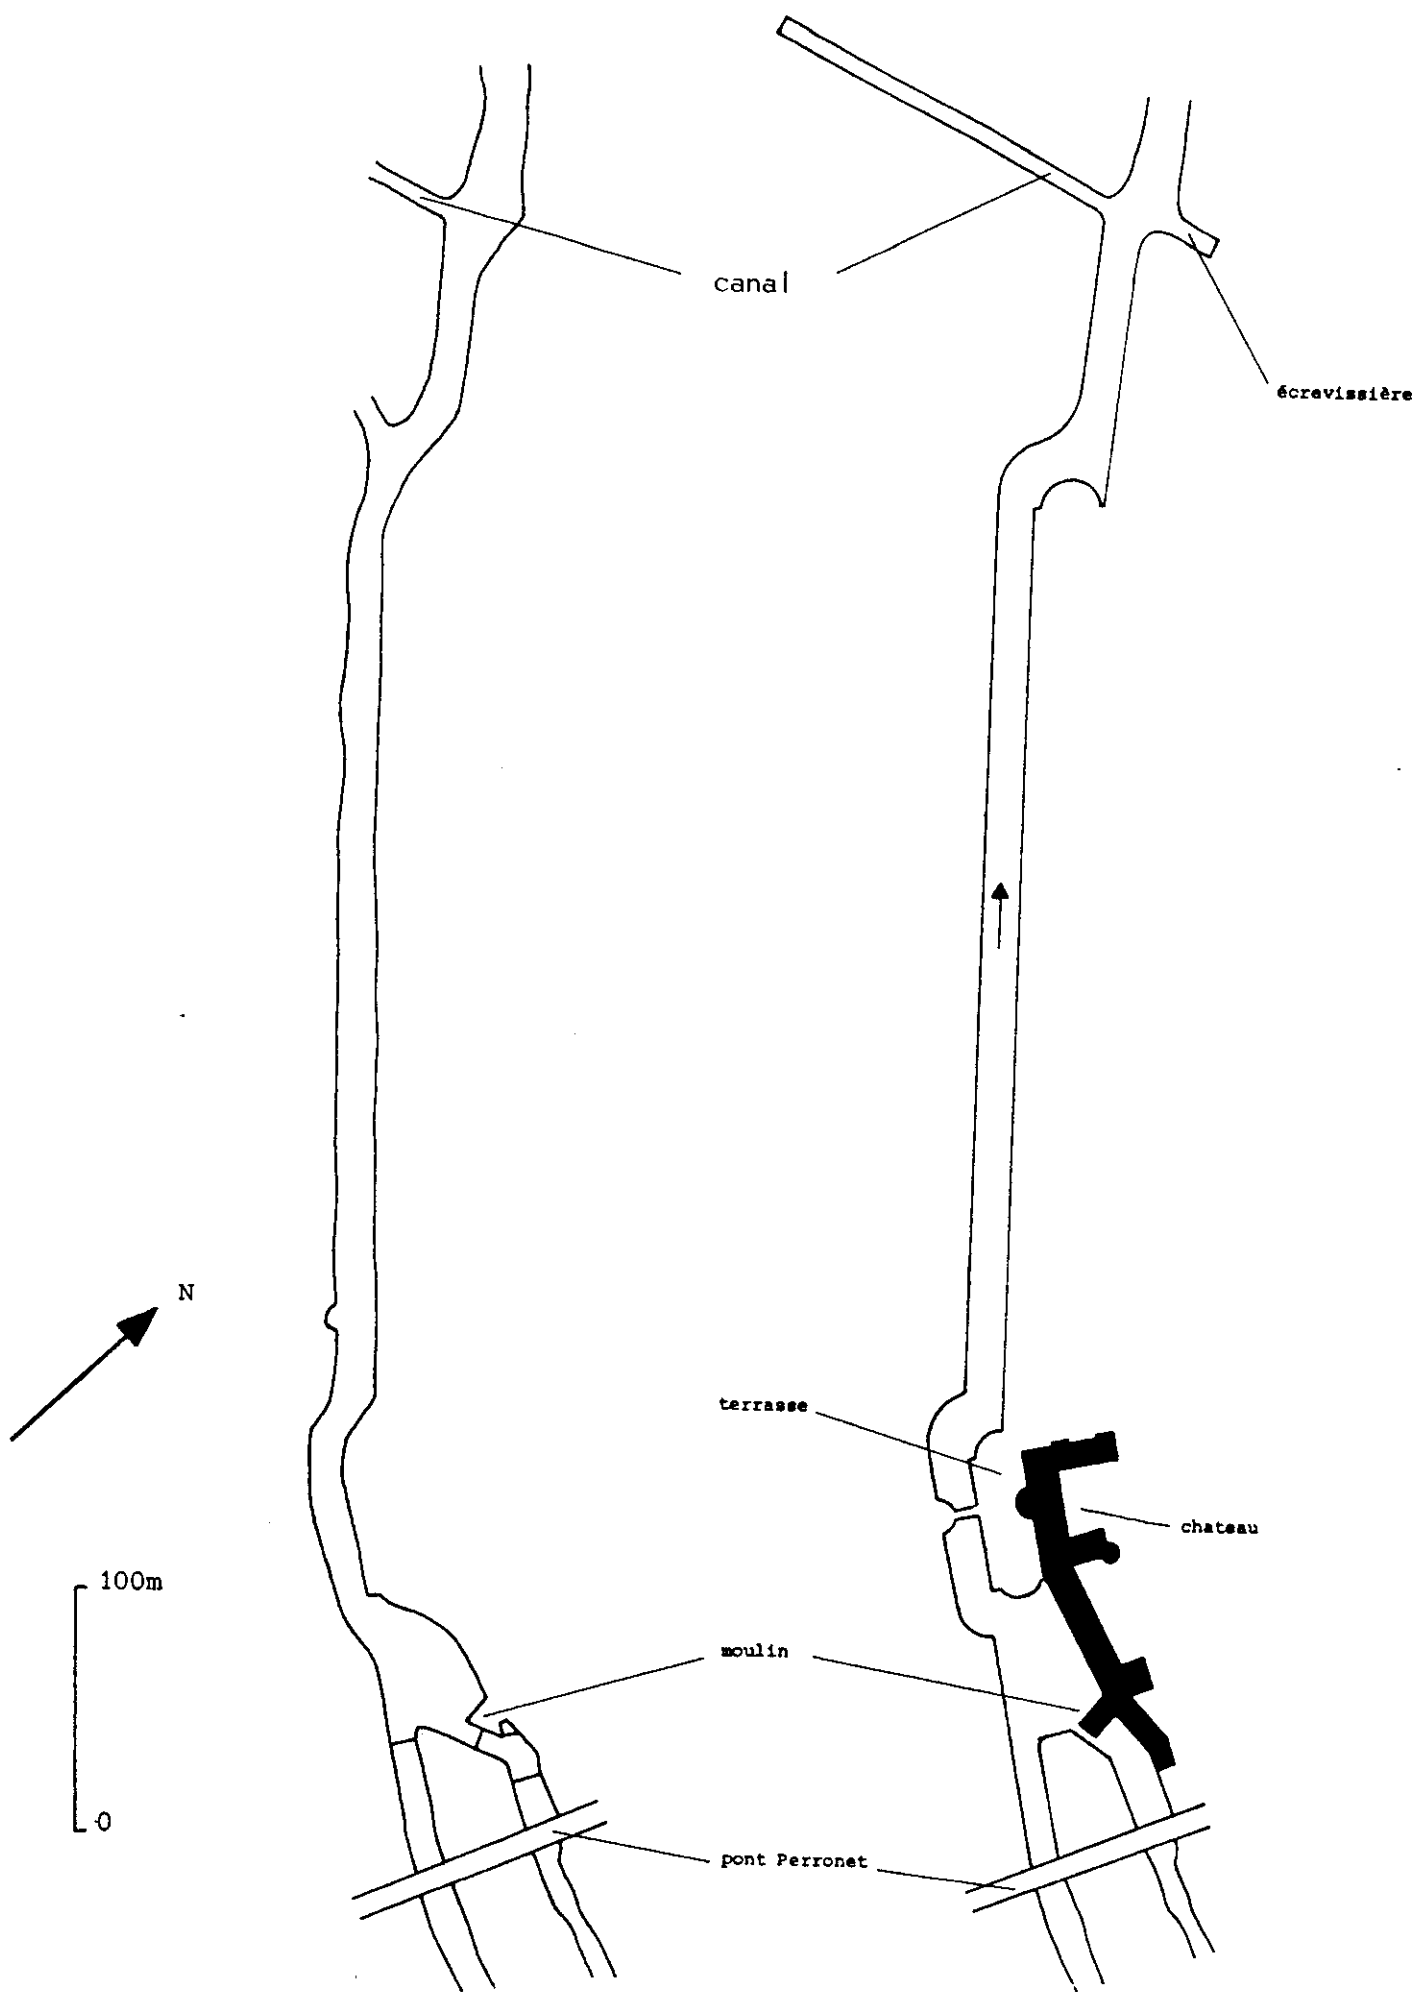 canal
écrevissière
N
terrasse
chateau
100m
moulin
0
pont Perronet